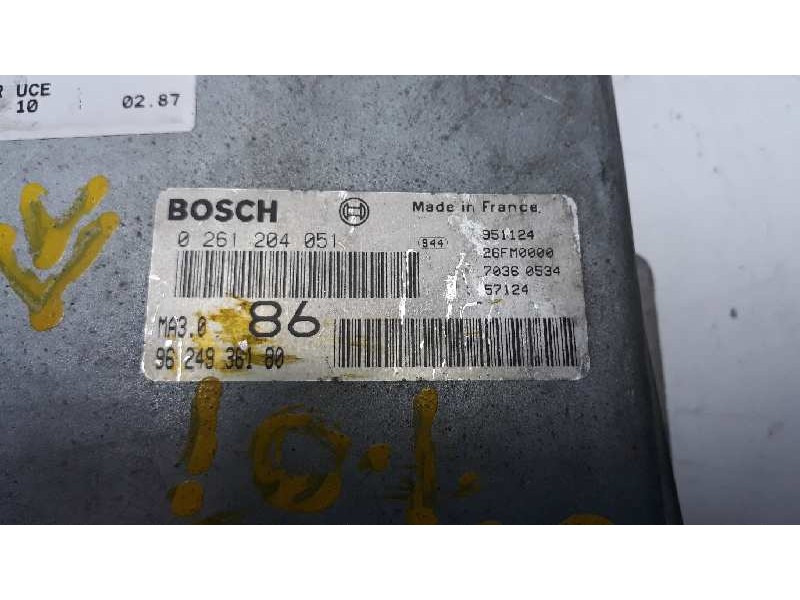 UCE
10 02.87
BOSCH Made in France.
0 261 204 051 944 951124
26FM0000
7036 0534
57124
MA3.0 86
96 249 361 80